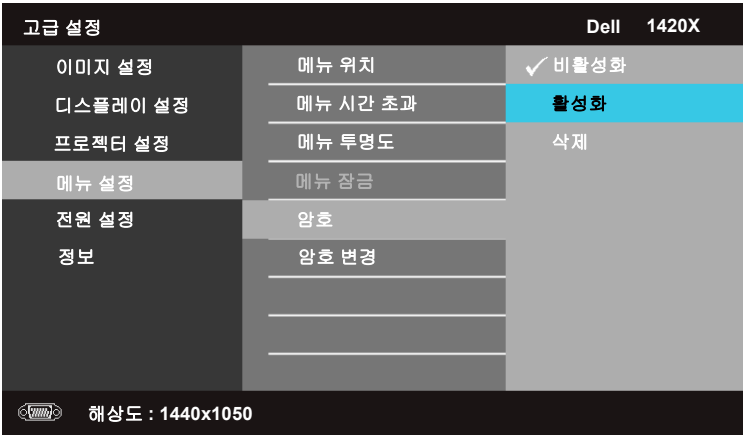 고급 설정
Dell 1420X
이미지 설정
디스플레이 설정
프로젝터 설정
메뉴 설정
전원 설정
정보
메뉴 위치
메뉴 시간 초과
메뉴 투명도
메뉴 잠금
암호
암호 변경
비활성화
활성화
삭제
해상도 : 1440x1050